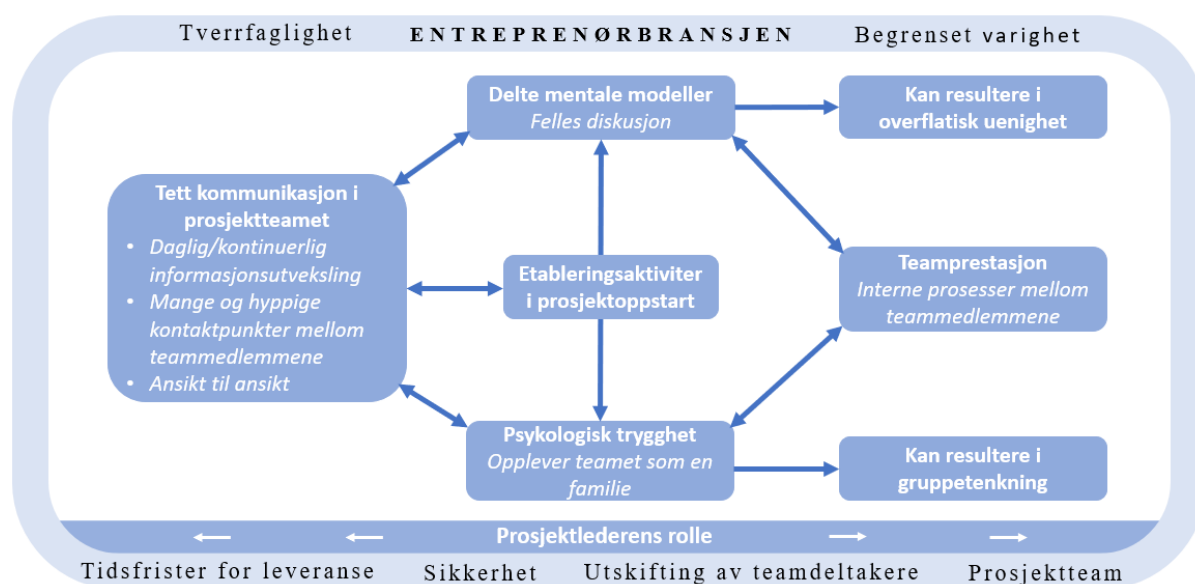 Tverrfaglighet ENTREPRENØRBRANSJEN Begrenset varighet
Delte mentale modeller
Felles diskusjon
Kan resultere i
overflatisk uenighet
Tett kommunikasjon i
prosjektteamet
• Daglig/kontinuerlig
informasjonsutveksling
• Mange og hyppige
kontaktpunkter mellom
teammedlemmene
• Ansikt til ansikt
Etableringsaktiviter
i prosjektoppstart
Teamprestasjon
Interne prosesser mellom
teammedlemmene
Psykologisk trygghet
Opplever teamet som en
familie
Kan resultere i
gruppetenkning
Prosjektlederens rolle
Tidsfrister for leveranse Sikkerhet Utskifting av teamdeltakere Prosjektteam